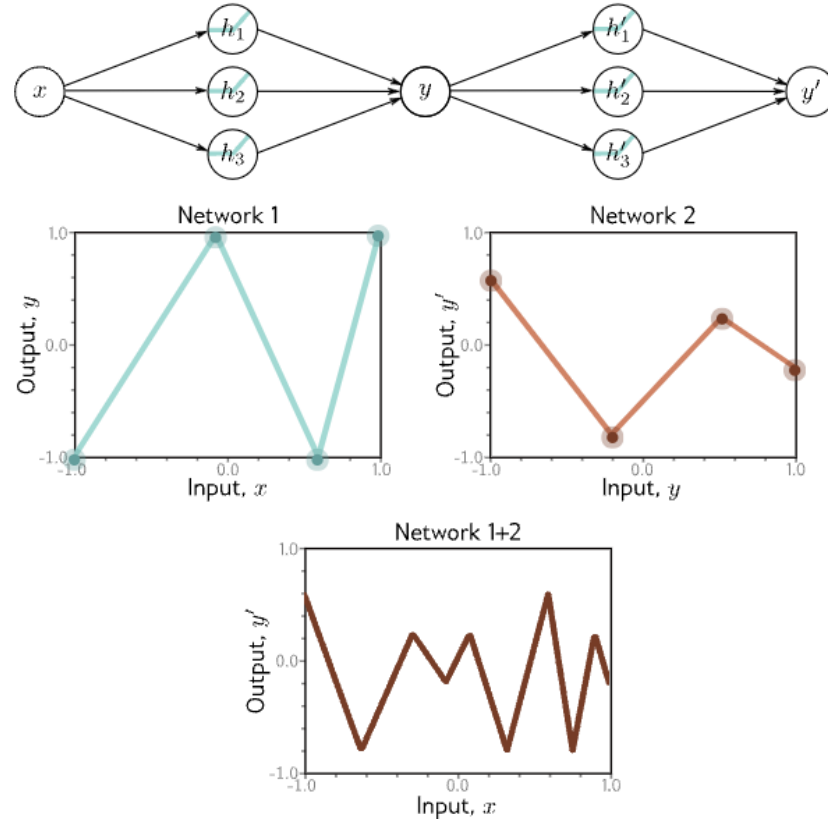 h₁ h′₁
x h₂ y h′₂ y′
h₃ h′₃
Network 1
1.0
0.0
-1.0
Output, y
-1.0 0.0 1.0
Input, x
Network 2
1.0
0.0
-1.0
Output, y′
-1.0 0.0 1.0
Input, y
Network 1+2
1.0
0.0
-1.0
Output, y′
-1.0 0.0 1.0
Input, x